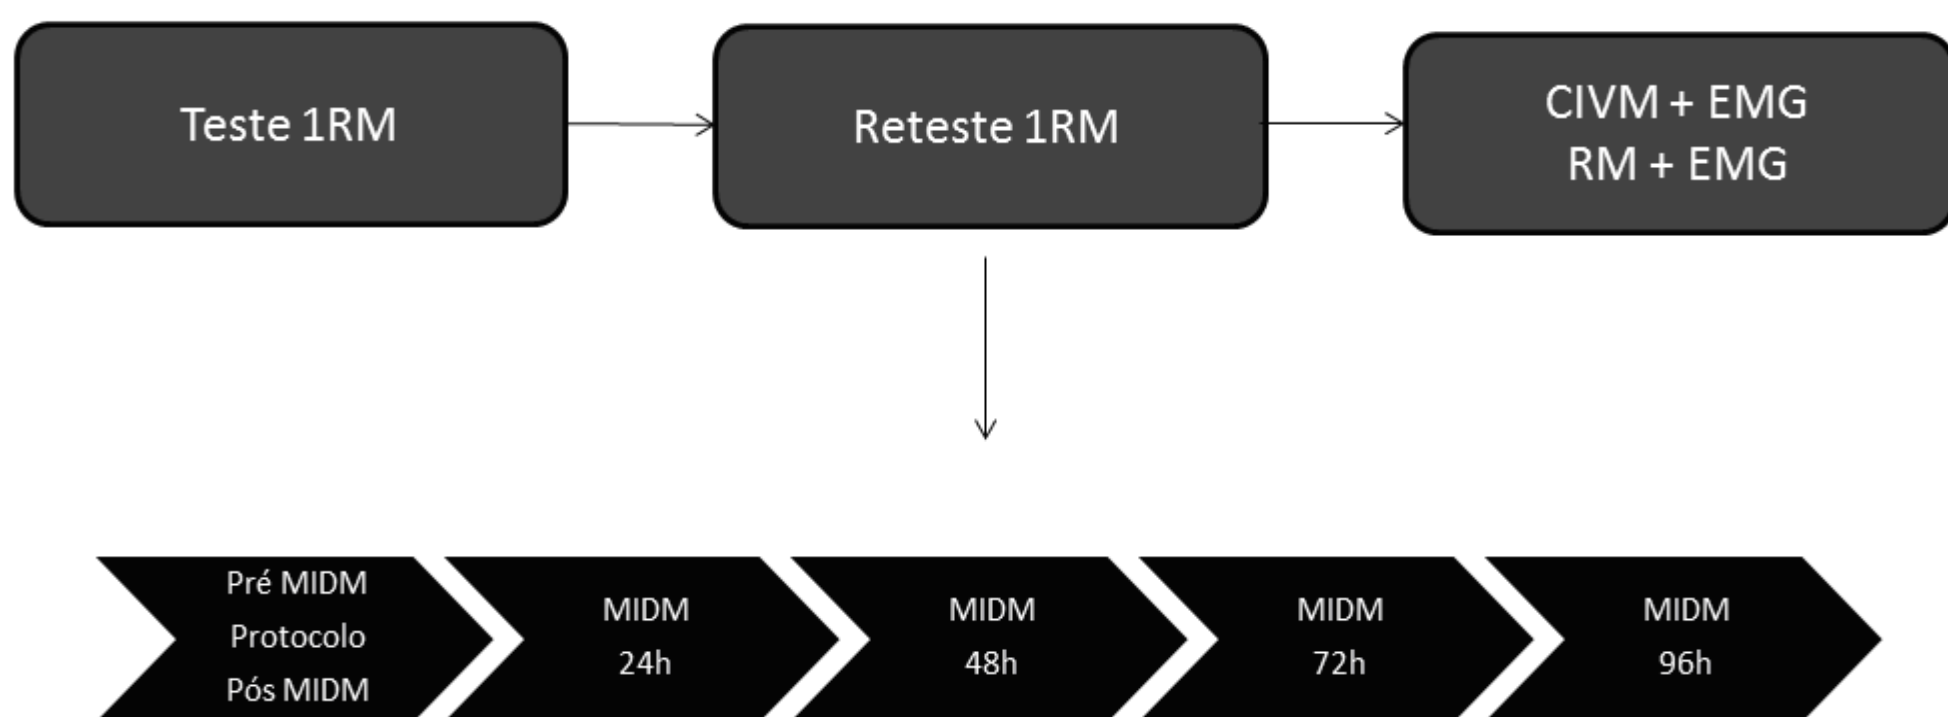 Teste 1RM
Reteste 1RM
CIVM + EMG
RM + EMG
Pré MIDM
Protocolo
Pós MIDM
MIDM
24h
MIDM
48h
MIDM
72h
MIDM
96h